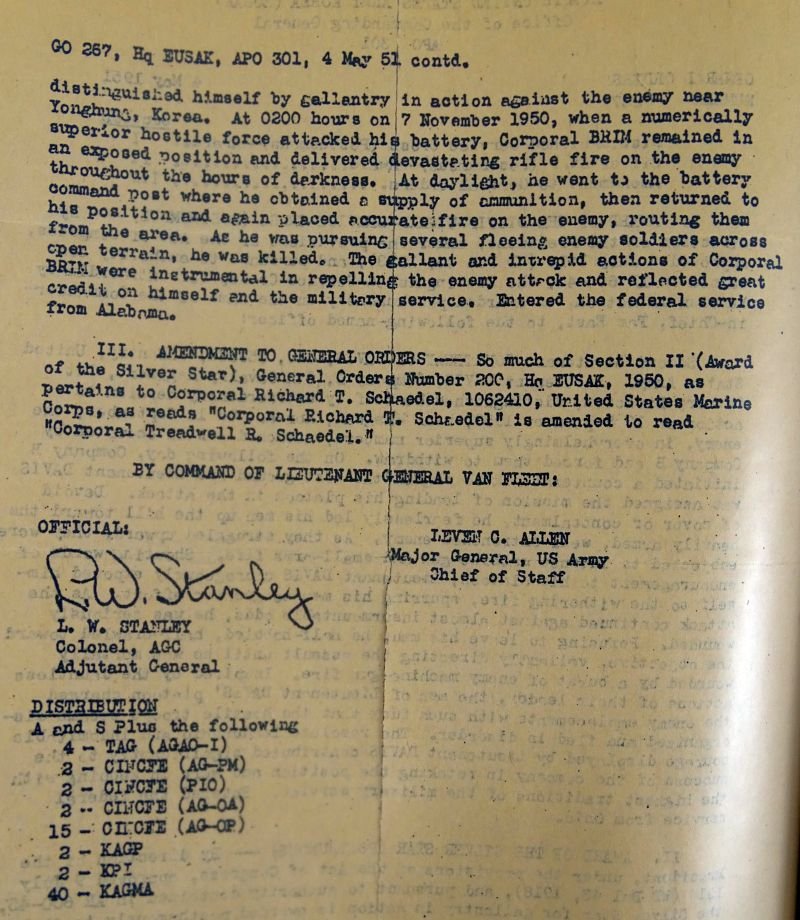 GO 267, Hq EUSAK, APO 301, 4 May 51 contd.
distinguished himself by gallantry in action against the enemy near
Yonghung, Korea. At 0200 hours on 7 November 1950, when a numerically
superior hostile force attacked his battery, Corporal BRIM remained in
an exposed position and delivered devastating rifle fire on the enemy
throughout the hours of darkness. At daylight, he went to the battery
command post where he obtained a supply of ammunition, then returned to
his position and again placed accurate fire on the enemy, routing them
from the area. As he was pursuing several fleeing enemy soldiers across
open terrain, he was killed. The gallant and intrepid actions of Corporal
BRIM were instrumental in repelling the enemy attack and reflected great
credit on himself and the military service. Entered the federal service
from Alabama.
III. AMENDMENT TO GENERAL ORDERS -- So much of Section II (Award
of the Silver Star), General Orders Number 200, Hq EUSAK, 1950, as
pertains to Corporal Richard T. Schaedel, 1062410, United States Marine
Corps, as reads "Corporal Richard T. Schaedel" is amended to read
"Corporal Treadwell R. Schaedel."
BY COMMAND OF LIEUTENANT GENERAL VAN FLEET:
OFFICIAL:
LEVEN C. ALLEN
Major General, US Army
Chief of Staff
L. W. Stanley
L. W. STANLEY
Colonel, AGC
Adjutant General
DISTRIBUTION
A and S Plus the following
4 - TAG (AGAO-I)
2 - CINCFE (AG-PM)
2 - CINCFE (PIO)
2 - CINCFE (AG-OA)
15 - CINCFE (AG-OP)
2 - KAGP
2 - KPI
40 - KAGMA